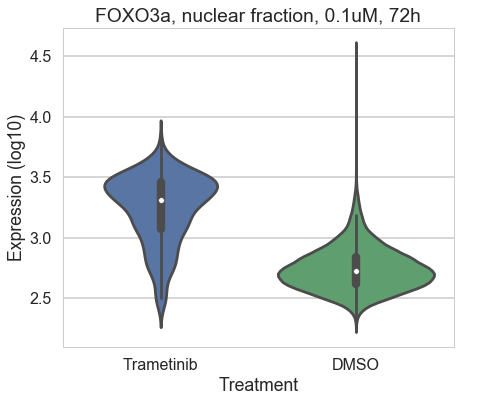 FOXO3a, nuclear fraction, 0.1uM, 72h
Expression (log10)
4.5
4.0
3.5
3.0
2.5
Trametinib DMSO
Treatment